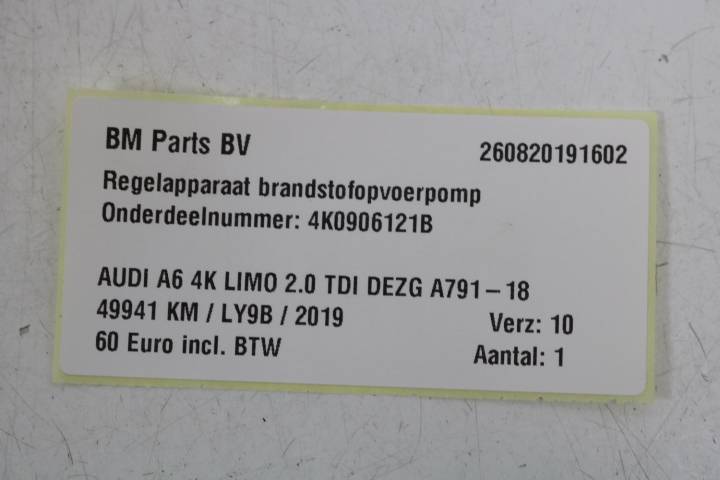 BM Parts BV
260820191602
Regelapparaat brandstofopvoerpomp
Onderdeelnummer: 4K0906121B
AUDI A6 4K LIMO 2.0 TDI DEZG A791-18
49941 KM / LY9B / 2019
Verz: 10
60 Euro incl. BTW
Aantal: 1